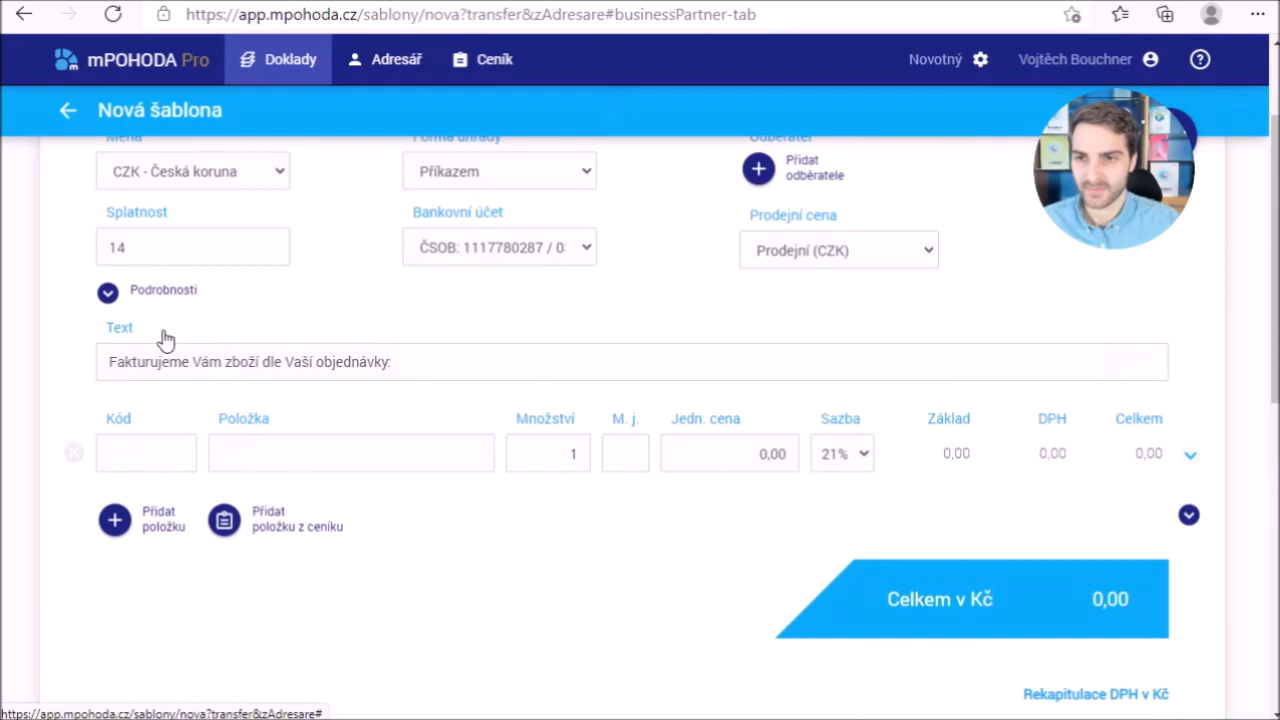 https://app.mpohoda.cz/sablony/nova?transfer&zAdresare#businessPartner-tab
mPOHODA Pro
Doklady
Adresář
Ceník
Novotný
Vojtěch Bouchner
Nová šablona
Měna
Forma úhrady
Odběratel
CZK - Česká koruna
Příkazem
Přidat
odběratele
Splatnost
Bankovní účet
Prodejní cena
14
ČSOB: 1117780287 / 0
Prodejní (CZK)
Podrobnosti
Text
Fakturujeme Vám zboží dle Vaší objednávky:
Kód
Položka
Množství
M. j.
Jedn. cena
Sazba
Základ
DPH
Celkem
1
0,00
21%
0,00
0,00
0,00
Přidat
položku
Přidat
položku z ceníku
Celkem v Kč
0,00
Rekapitulace DPH v Kč
https://app.mpohoda.cz/sablony/nova?transfer&zAdresare#